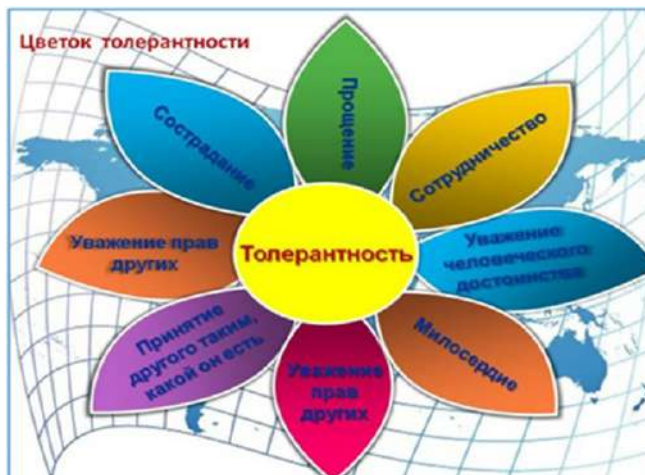 Цветок толерантности
Прощение
Сотрудничество
Уважение
человеческого
достоинства
Милосердие
Уважение
прав
других
Принятие
другого таким,
какой он есть
Уважение прав
других
Сострадание
Толерантность